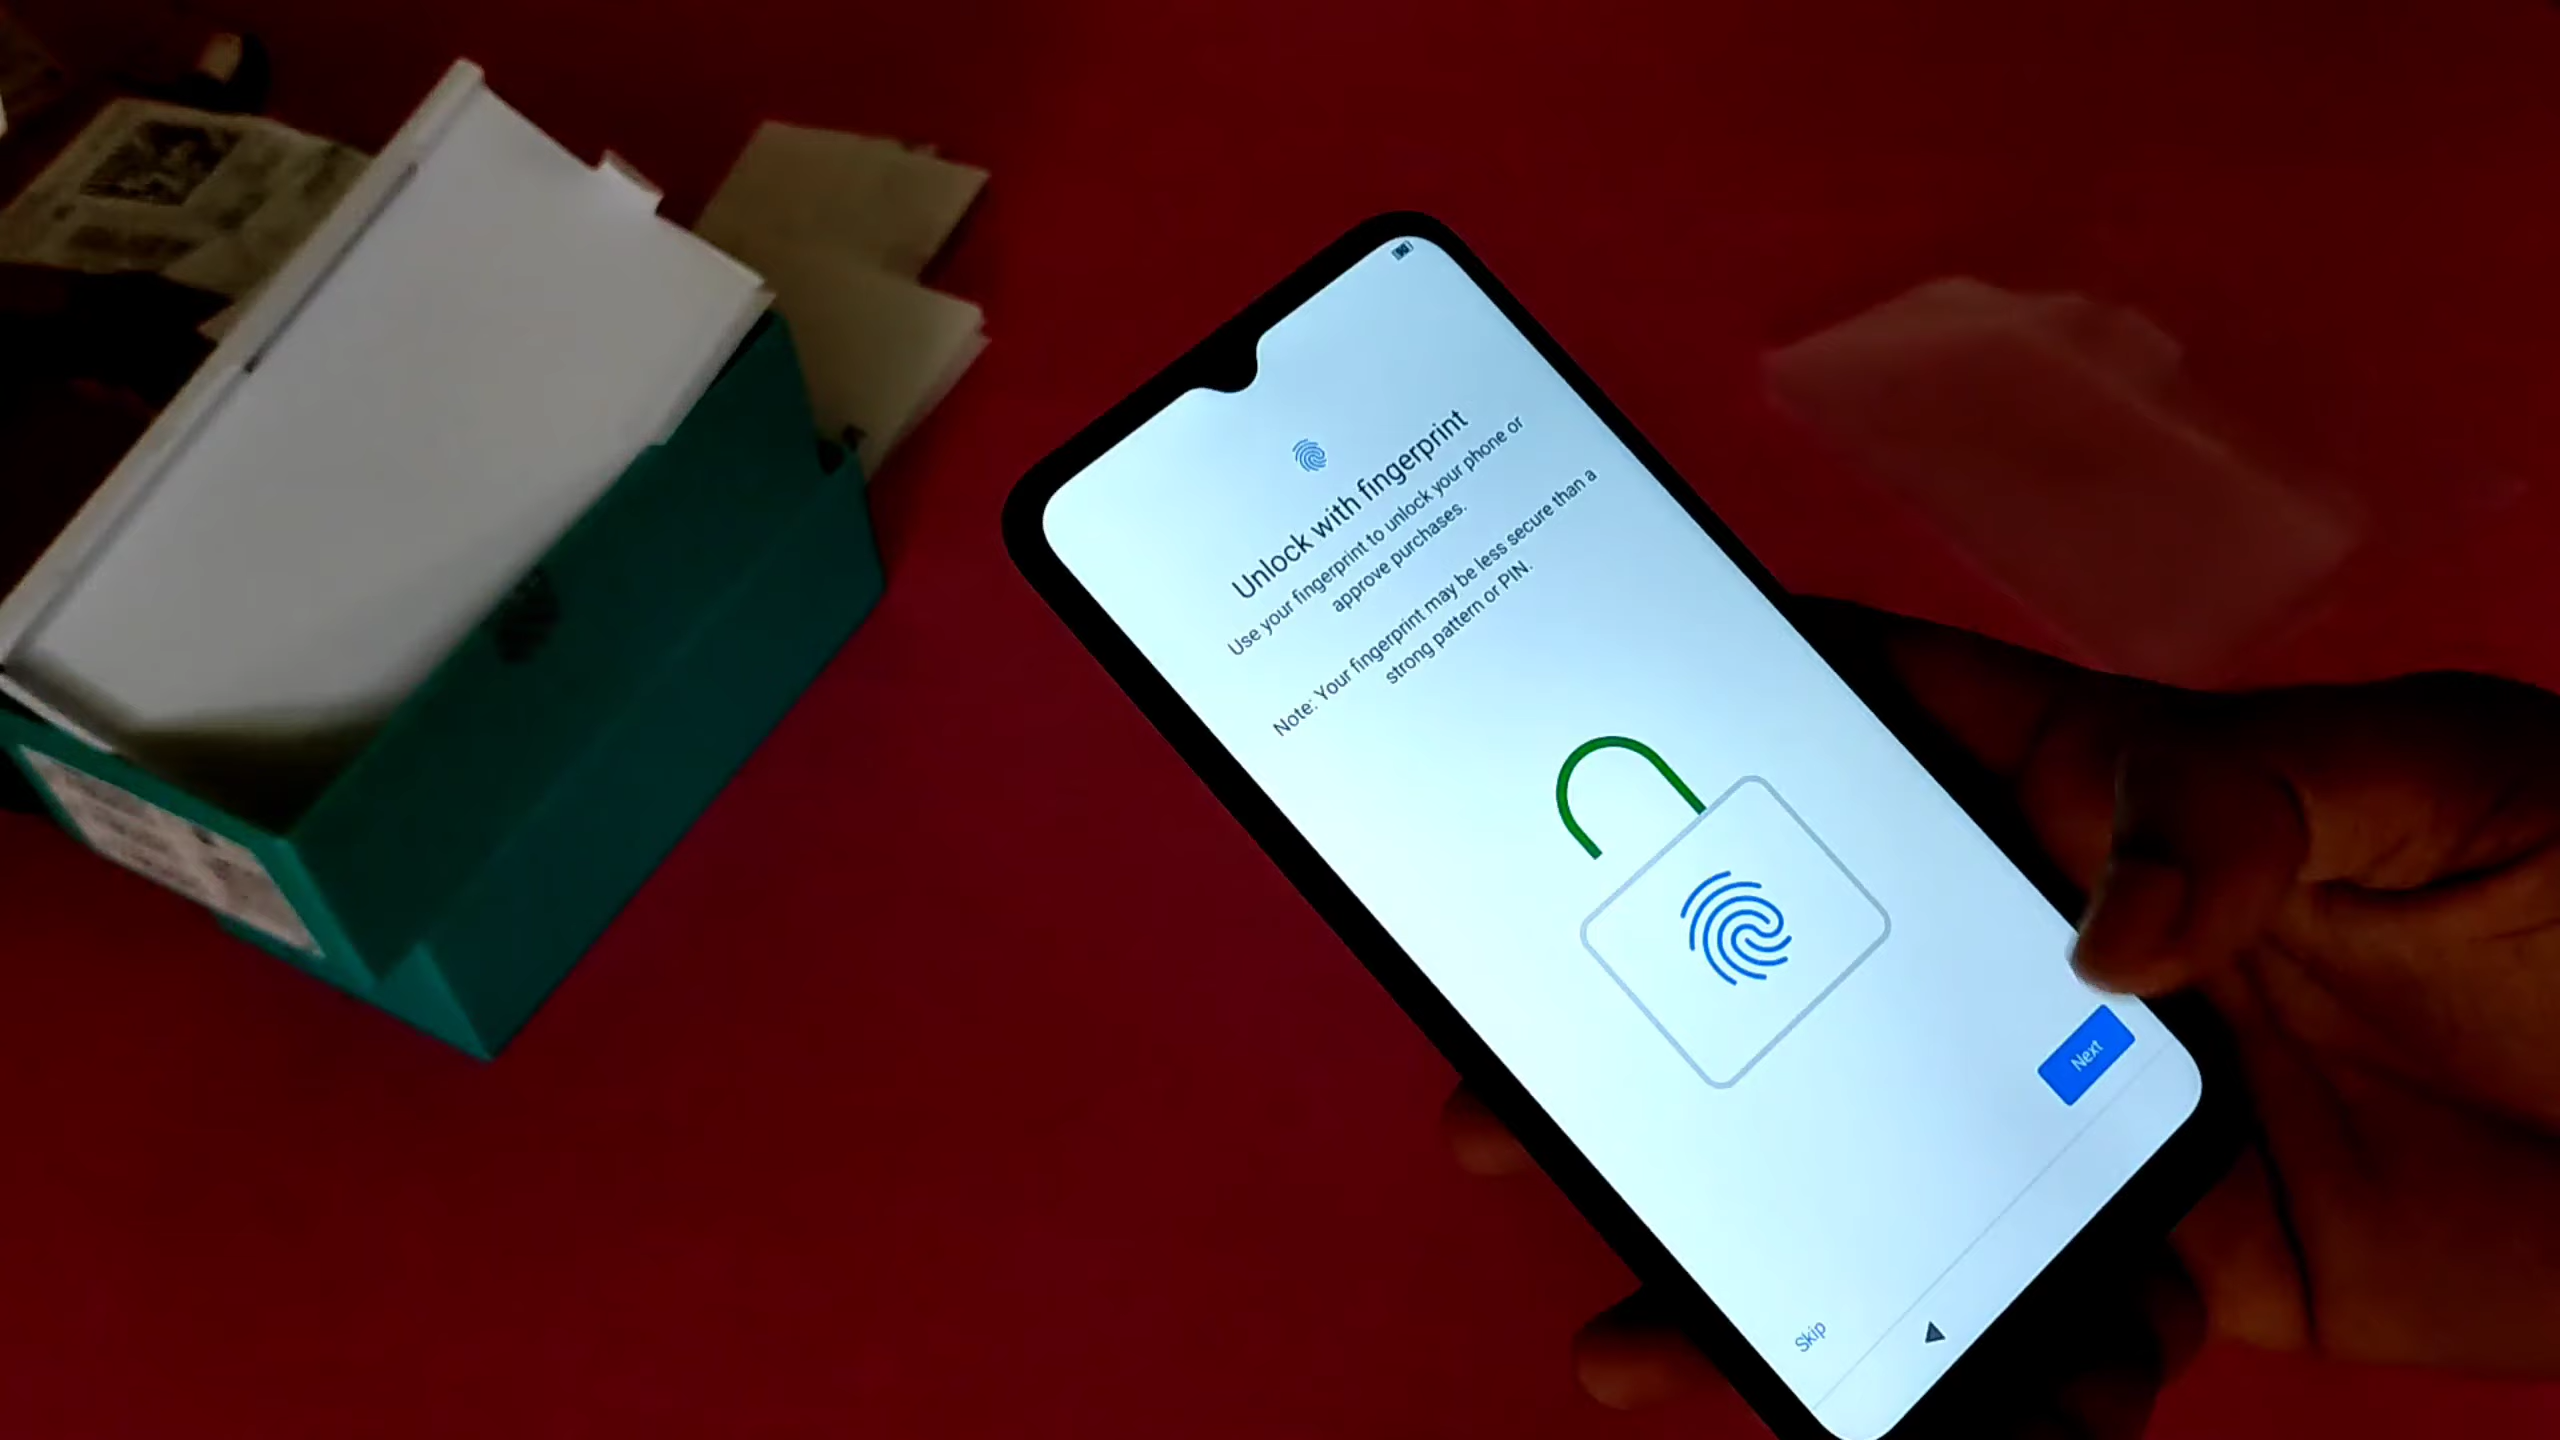 Unlock with fingerprint
Use your fingerprint to unlock your phone or
approve purchases.
Note: Your fingerprint may be less secure than a
strong pattern or PIN.
Next
Skip